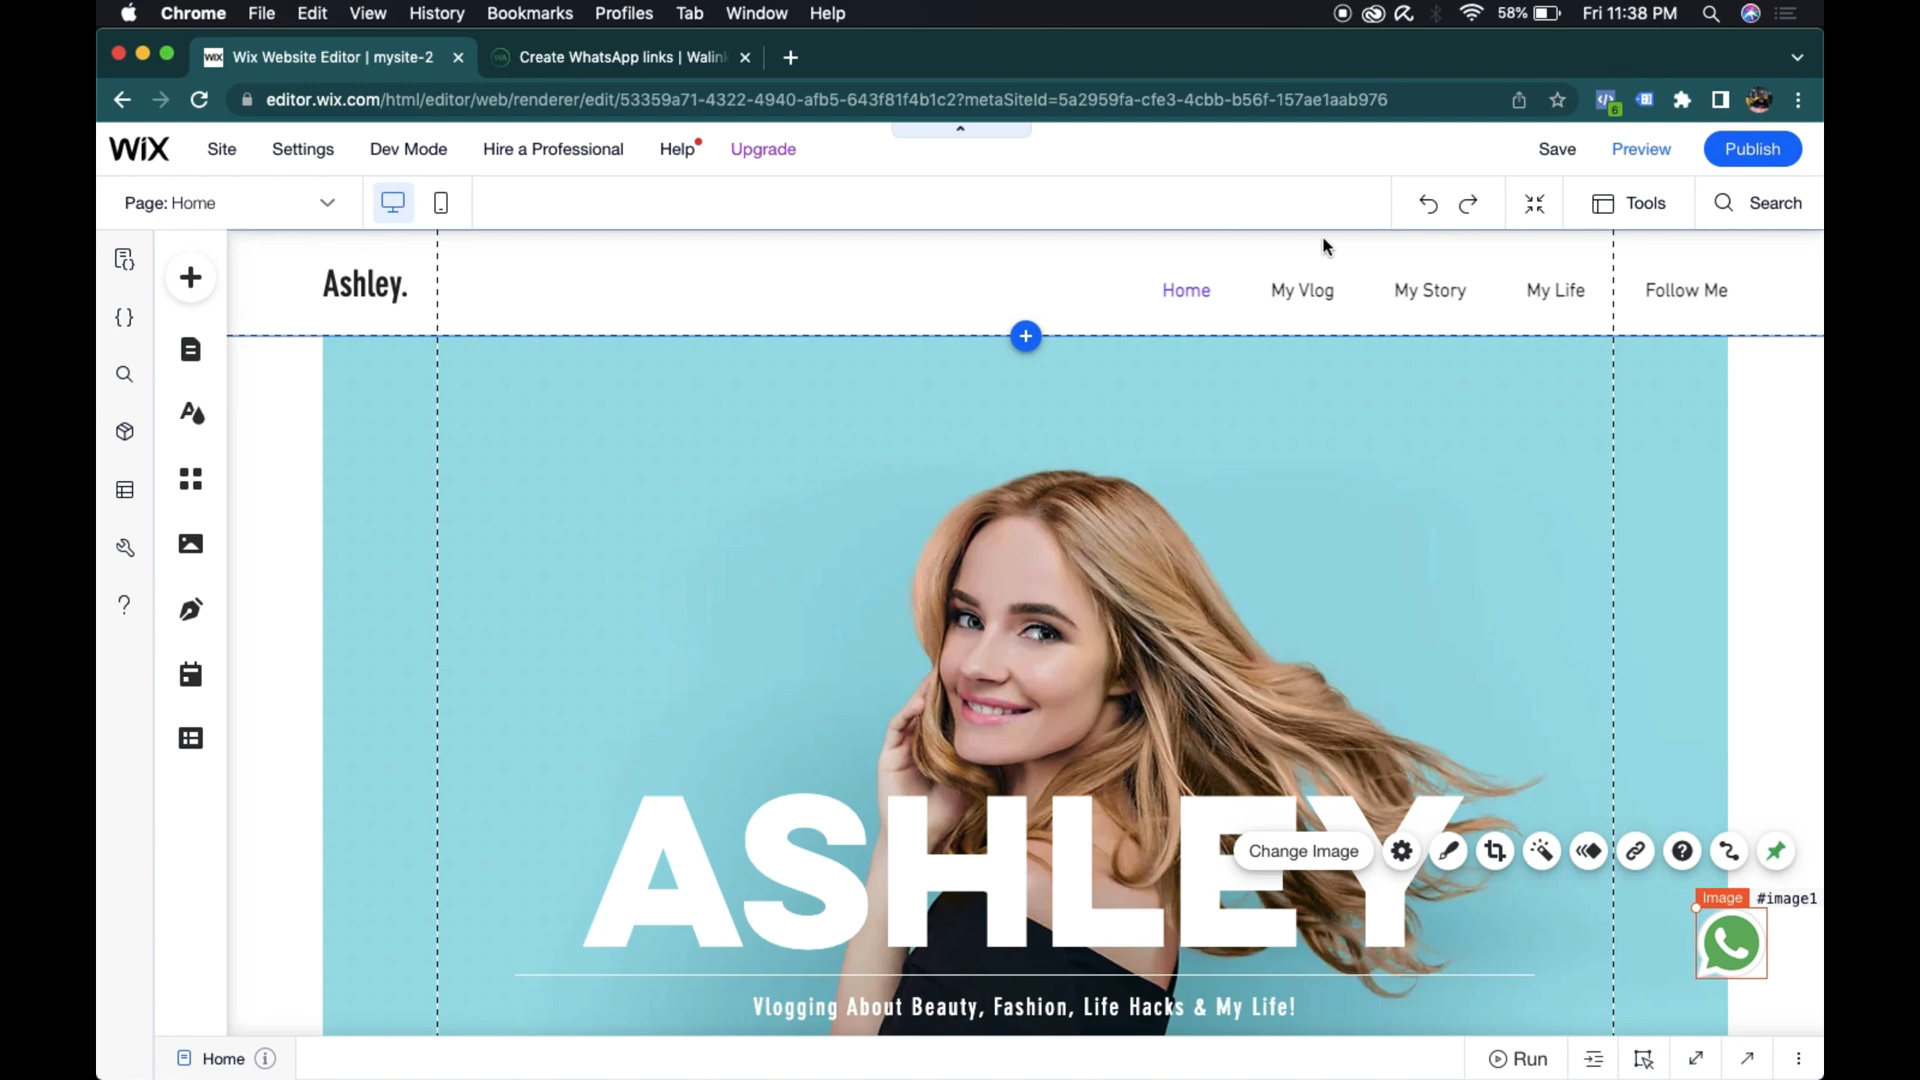 Chrome File Edit View History Bookmarks Profiles Tab Window Help 58% Fri 11:38 PM
WiX Wix Website Editor | mysite-2 WA Create WhatsApp links | Walin
editor.wix.com/html/editor/web/renderer/edit/53359a71-4322-4940-afb5-643f81f4b1c2?metaSiteId=5a2959fa-cfe3-4cbb-b56f-157ae1aab976 6
WiX Site Settings Dev Mode Hire a Professional Help Upgrade Save Preview Publish
Page: Home Tools Search
Ashley. Home My Vlog My Story My Life Follow Me
ASHLEY
Change Image
Image #image1
Vlogging About Beauty, Fashion, Life Hacks & My Life!
Home Run